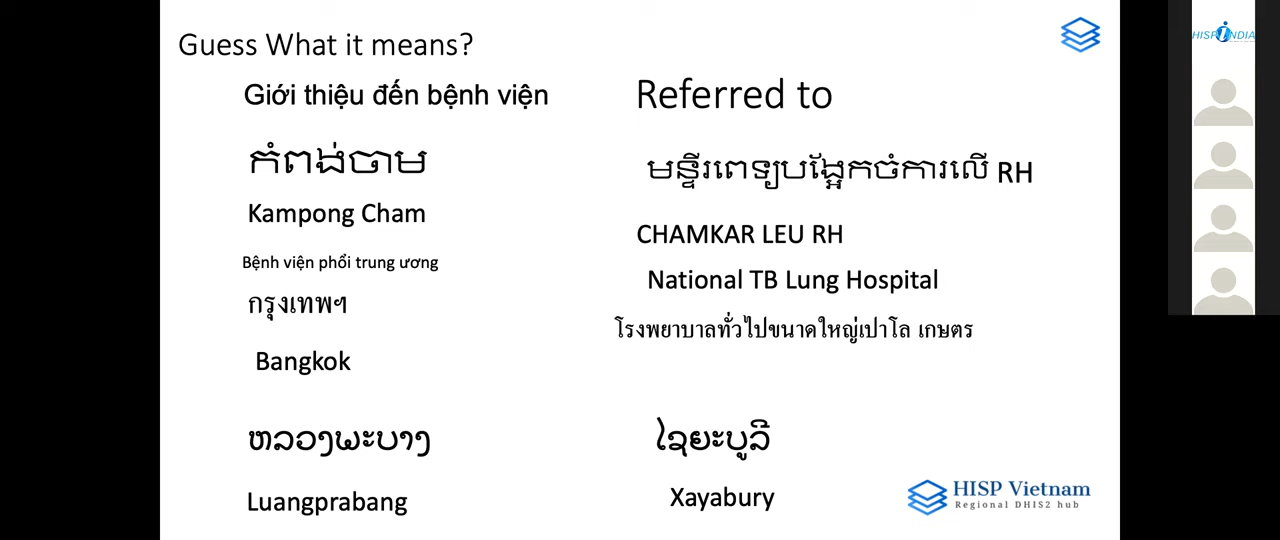 Guess What it means?
Giới thiệu đến bệnh viện
Referred to
កំពង់ចាម
មន្ទីរពេទ្យបង្អែកចំការលើ RH
Kampong Cham
CHAMKAR LEU RH
Bệnh viện phổi trung ương
National TB Lung Hospital
กรุงเทพฯ
โรงพยาบาลทั่วไปขนาดใหญ่เปาโล เกษตร
Bangkok
ຫລວງພະບາງ
ໄຊຍະບູລີ
Luangprabang
Xayabury
HISP Vietnam
Regional DHIS2 hub
HISP INDIA